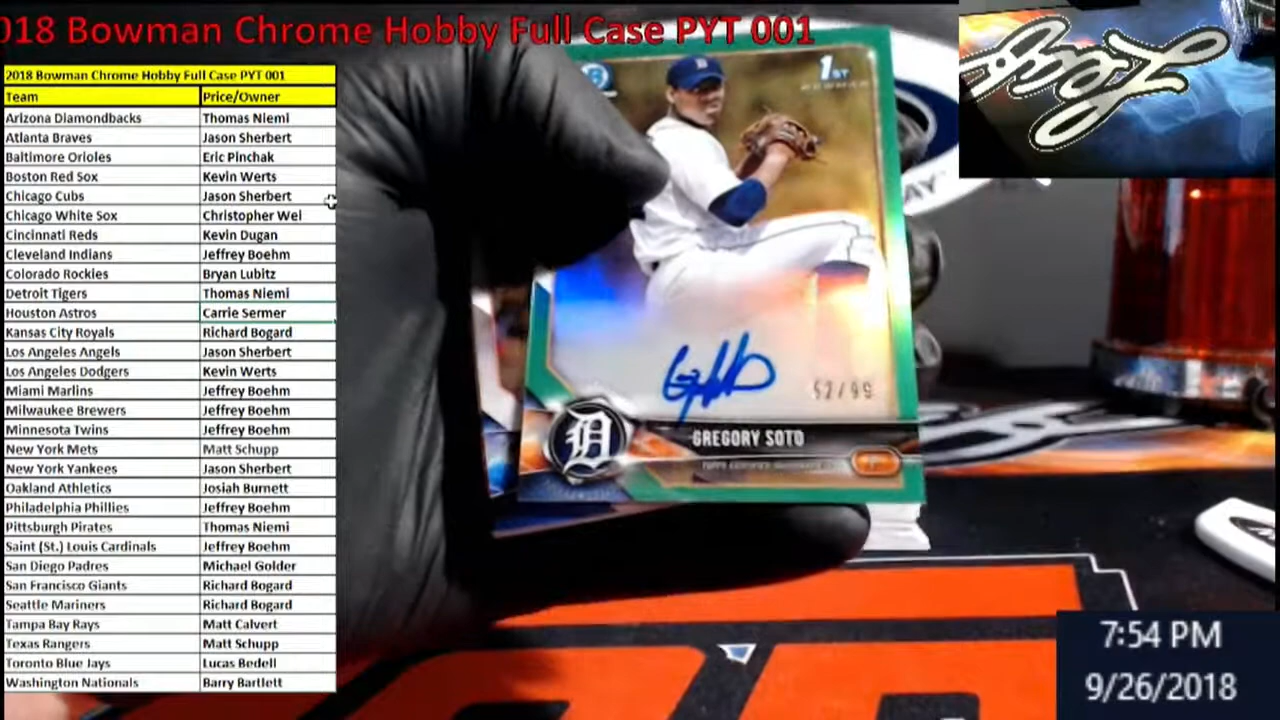 018 Bowman Chrome Hobby Full Case PYT 001
2018 Bowman Chrome Hobby Full Case PYT 001
Team Price/Owner
Arizona Diamondbacks Thomas Niemi
Atlanta Braves Jason Sherbert
Baltimore Orioles Eric Pinchak
Boston Red Sox Kevin Werts
Chicago Cubs Jason Sherbert
Chicago White Sox Christopher Wei
Cincinnati Reds Kevin Dugan
Cleveland Indians Jeffrey Boehm
Colorado Rockies Bryan Lubitz
Detroit Tigers Thomas Niemi
Houston Astros Carrie Sermer
Kansas City Royals Richard Bogard
Los Angeles Angels Jason Sherbert
Los Angeles Dodgers Kevin Werts
Miami Marlins Jeffrey Boehm
Milwaukee Brewers Jeffrey Boehm
Minnesota Twins Jeffrey Boehm
New York Mets Matt Schupp
New York Yankees Jason Sherbert
Oakland Athletics Josiah Burnett
Philadelphia Phillies Jeffrey Boehm
Pittsburgh Pirates Thomas Niemi
Saint (St.) Louis Cardinals Jeffrey Boehm
San Diego Padres Michael Golder
San Francisco Giants Richard Bogard
Seattle Mariners Richard Bogard
Tampa Bay Rays Matt Calvert
Texas Rangers Matt Schupp
Toronto Blue Jays Lucas Bedell
Washington Nationals Barry Bartlett
1ST
52/99
D
GREGORY SOTO
P
7:54 PM
9/26/2018